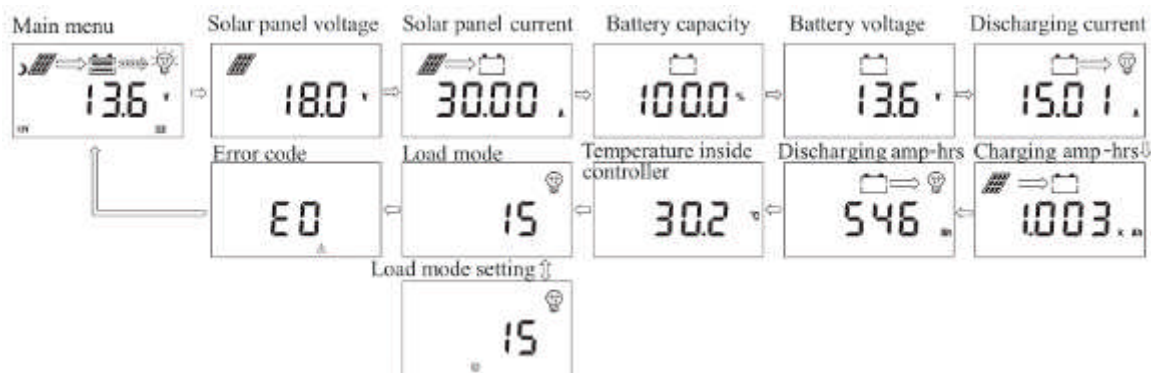 Main menu
Solar panel voltage
Solar panel current
Battery capacity
Battery voltage
Discharging current
13.6 V
18.0 V
30.00 A
100.0 %
13.6 V
15.01 A
Error code
Load mode
Temperature inside
controller
Discharging amp-hrs
Charging amp-hrs
E0
15
30.2
546 Ah
1.003 k Ah
Load mode setting
15